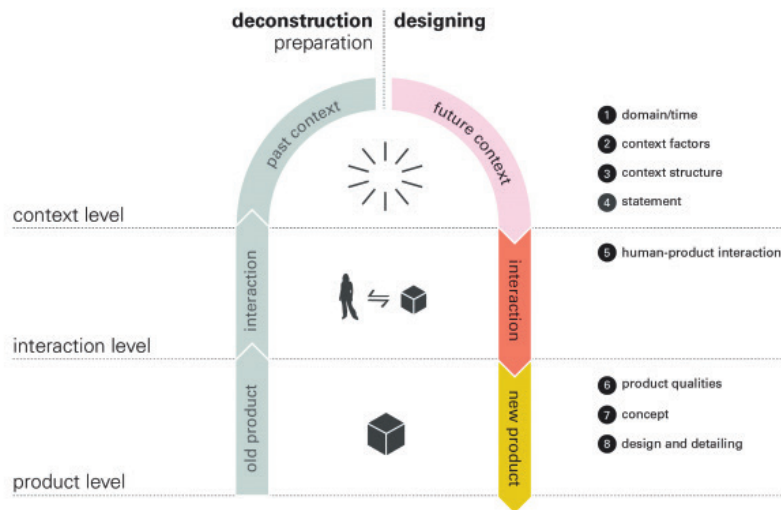 deconstruction
preparation
designing
past context
future context
1 domain/time
2 context factors
3 context structure
4 statement
context level
interaction
interaction
5 human-product interaction
interaction level
old product
new product
6 product qualities
7 concept
8 design and detailing
product level